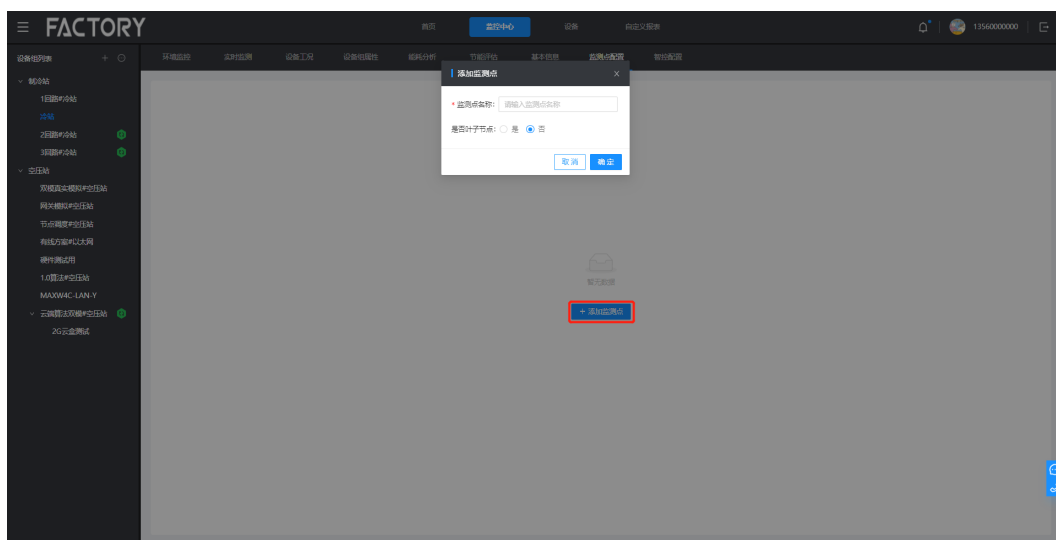 FACTORY
首页
监控中心
设备
自定义报表
13560000000
设备组列表
环境监控
实时监测
设备工况
设备组属性
能耗分析
节能评估
基本信息
监测点配置
智控配置
制冷站
1回路#冷站
冷站
2回路#冷站
3回路#冷站
空压站
双模真实模拟#空压站
网关模拟#空压站
节点调度#空压站
有线方案#以太网
硬件测试用
1.0算法#空压站
MAXW4C-LAN-Y
云端算法双模#空压站
2G云盒测试
添加监测点
* 监测点名称:
请输入监测点名称
是否叶子节点:
是
否
取 消
确 定
暂无数据
+ 添加监测点